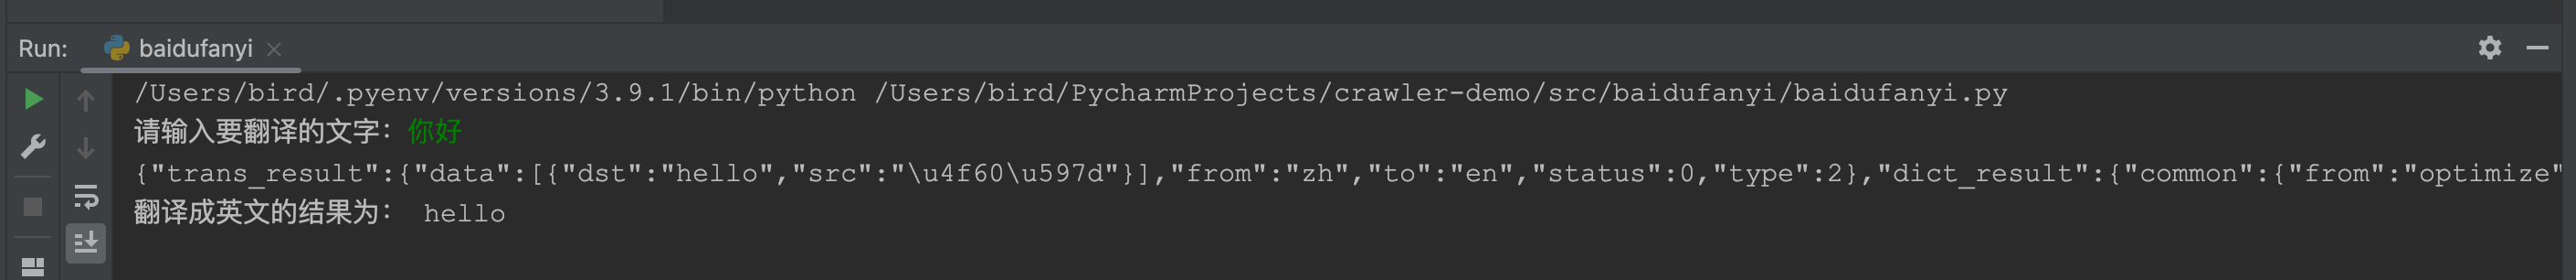 Run: baidufanyi
/Users/bird/.pyenv/versions/3.9.1/bin/python /Users/bird/PycharmProjects/crawler-demo/src/baidufanyi/baidufanyi.py
请输入要翻译的文字：你好
{"trans_result":{"data":[{"dst":"hello","src":"\u4f60\u597d"}],"from":"zh","to":"en","status":0,"type":2},"dict_result":{"common":{"from":"optimize"
翻译成英文的结果为： hello